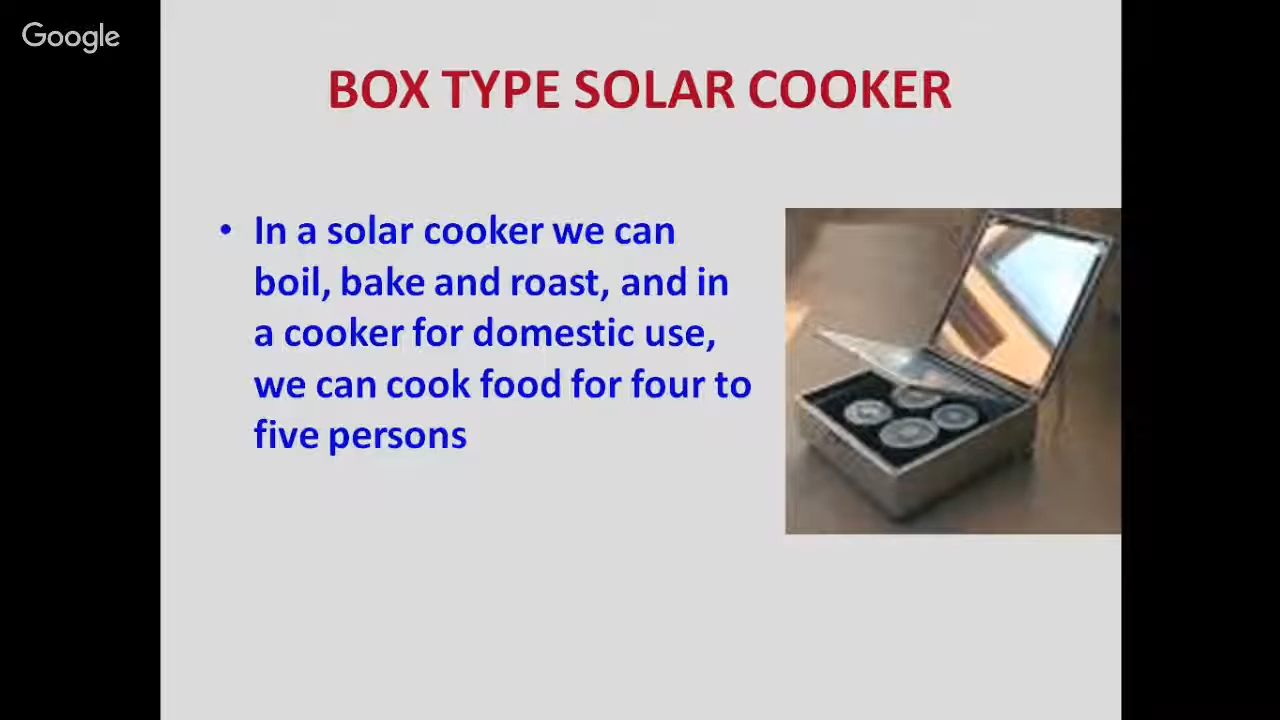 Google
BOX TYPE SOLAR COOKER
• In a solar cooker we can
boil, bake and roast, and in
a cooker for domestic use,
we can cook food for four to
five persons